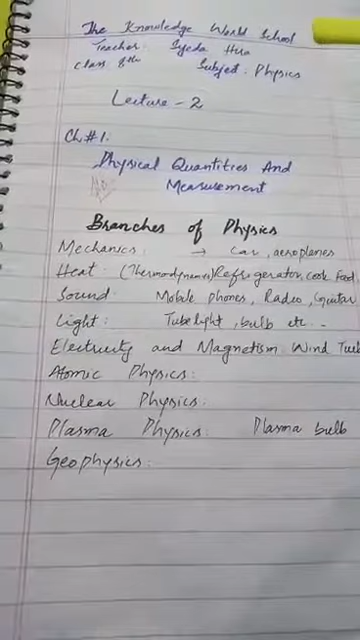 The Knowledge World School
Teacher: Syeda Hira
Class 8th Subject: Physics
Lecture - 2
Ch # 1:
Physical Quantities And
Measurement
Branches of Physics
Mechanics: → car, aeroplanes
Heat: (Thermodynamics) Refrigerator, cook Food
Sound: Mobile phones, Radio, Guitar
Light: Tubelight, bulb etc..
Electricity and Magnetism: Wind
Atomic Physics:
Nuclear Physics:
Plasma Physics: Plasma bulb
Geophysics: